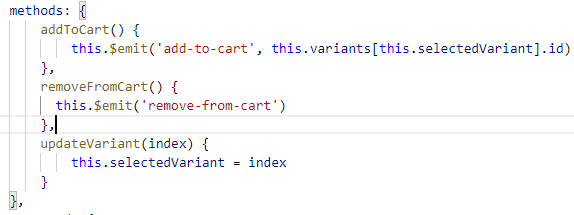 methods: {
addToCart() {
this.$emit('add-to-cart', this.variants[this.selectedVariant].id)
},
removeFromCart() {
this.$emit('remove-from-cart')
},
updateVariant(index) {
this.selectedVariant = index
}
},